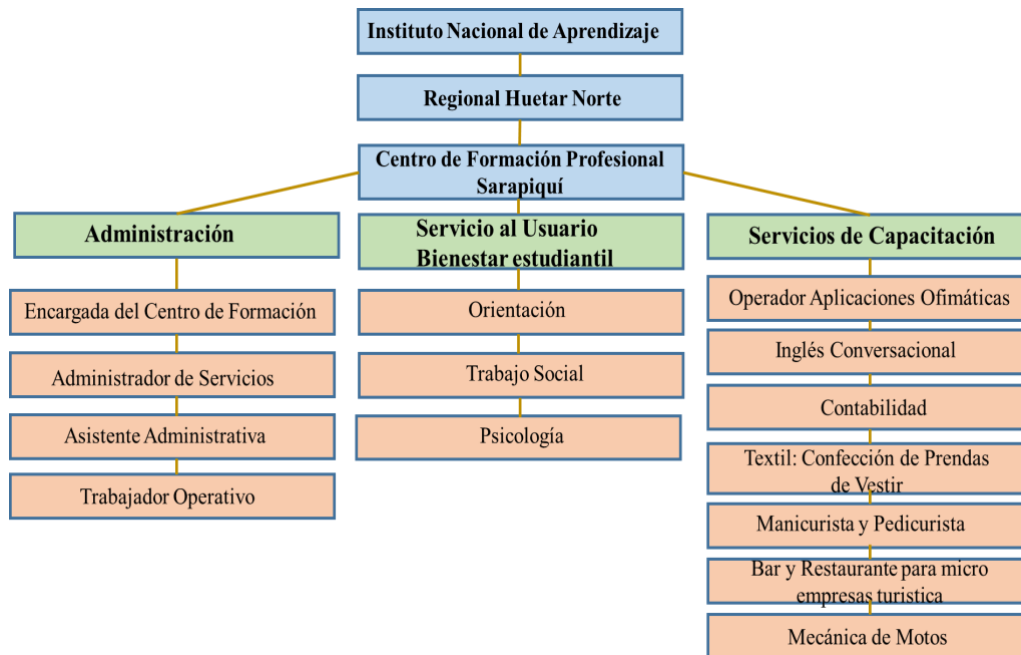 Instituto Nacional de Aprendizaje
Regional Huetar Norte
Centro de Formación Profesional
Sarapiquí
Administración
Encargada del Centro de Formación
Administrador de Servicios
Asistente Administrativa
Trabajador Operativo
Servicio al Usuario
Bienestar estudiantil
Orientación
Trabajo Social
Psicología
Servicios de Capacitación
Operador Aplicaciones Ofimáticas
Inglés Conversacional
Contabilidad
Textil: Confección de Prendas
de Vestir
Manicurista y Pedicurista
Bar y Restaurante para micro
empresas turistica
Mecánica de Motos